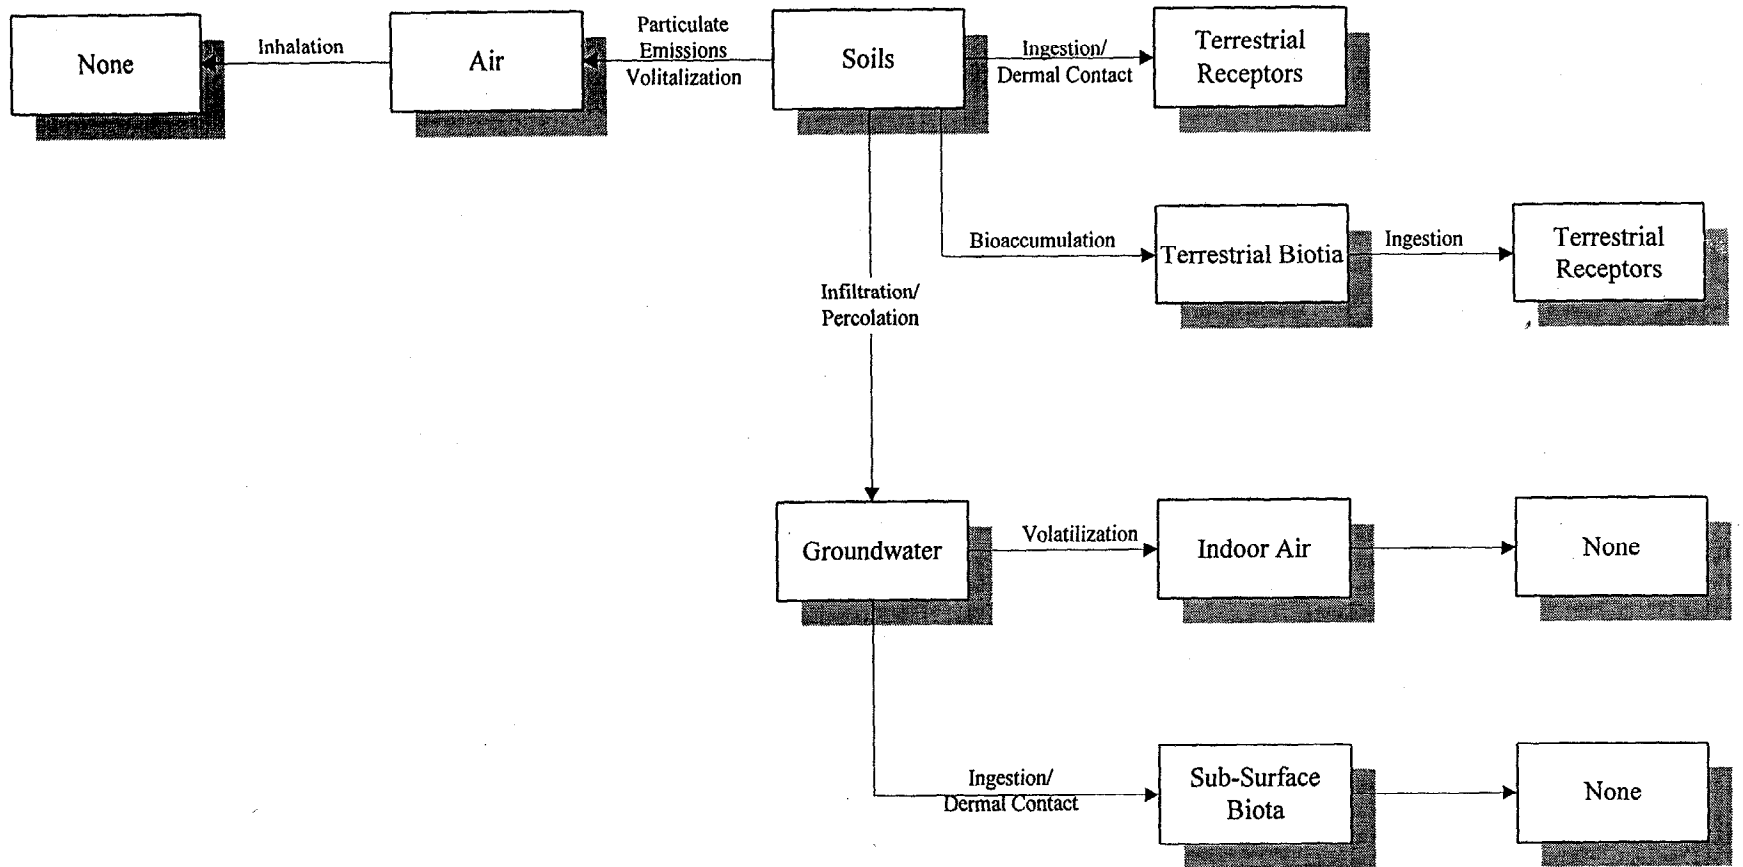 None
Inhalation
Air
Particulate
Emissions
Volitalization
Soils
Ingestion/
Dermal Contact
Terrestrial
Receptors
Bioaccumulation
Terrestrial Biotia
Ingestion
Terrestrial
Receptors
Infiltration/
Percolation
Groundwater
Volatilization
Indoor Air
None
Ingestion/
Dermal Contact
Sub-Surface
Biota
None